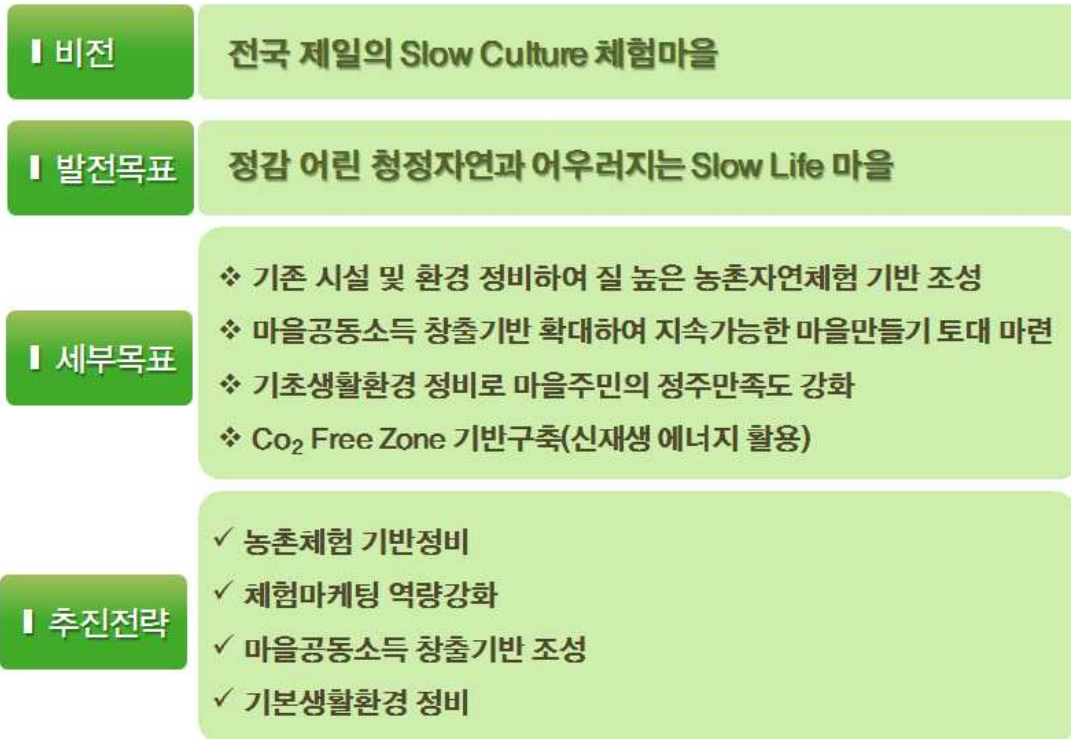 비전
전국 제일의 Slow Culture 체험마을
발전목표
정감 어린 청정자연과 어우러지는 Slow Life 마을
세부목표
❖ 기존 시설 및 환경 정비하여 질 높은 농촌자연체험 기반 조성
❖ 마을공동소득 창출기반 확대하여 지속가능한 마을만들기 토대 마련
❖ 기초생활환경 정비로 마을주민의 정주만족도 강화
❖ Co₂ Free Zone 기반구축(신재생 에너지 활용)
추진전략
✓ 농촌체험 기반정비
✓ 체험마케팅 역량강화
✓ 마을공동소득 창출기반 조성
✓ 기본생활환경 정비